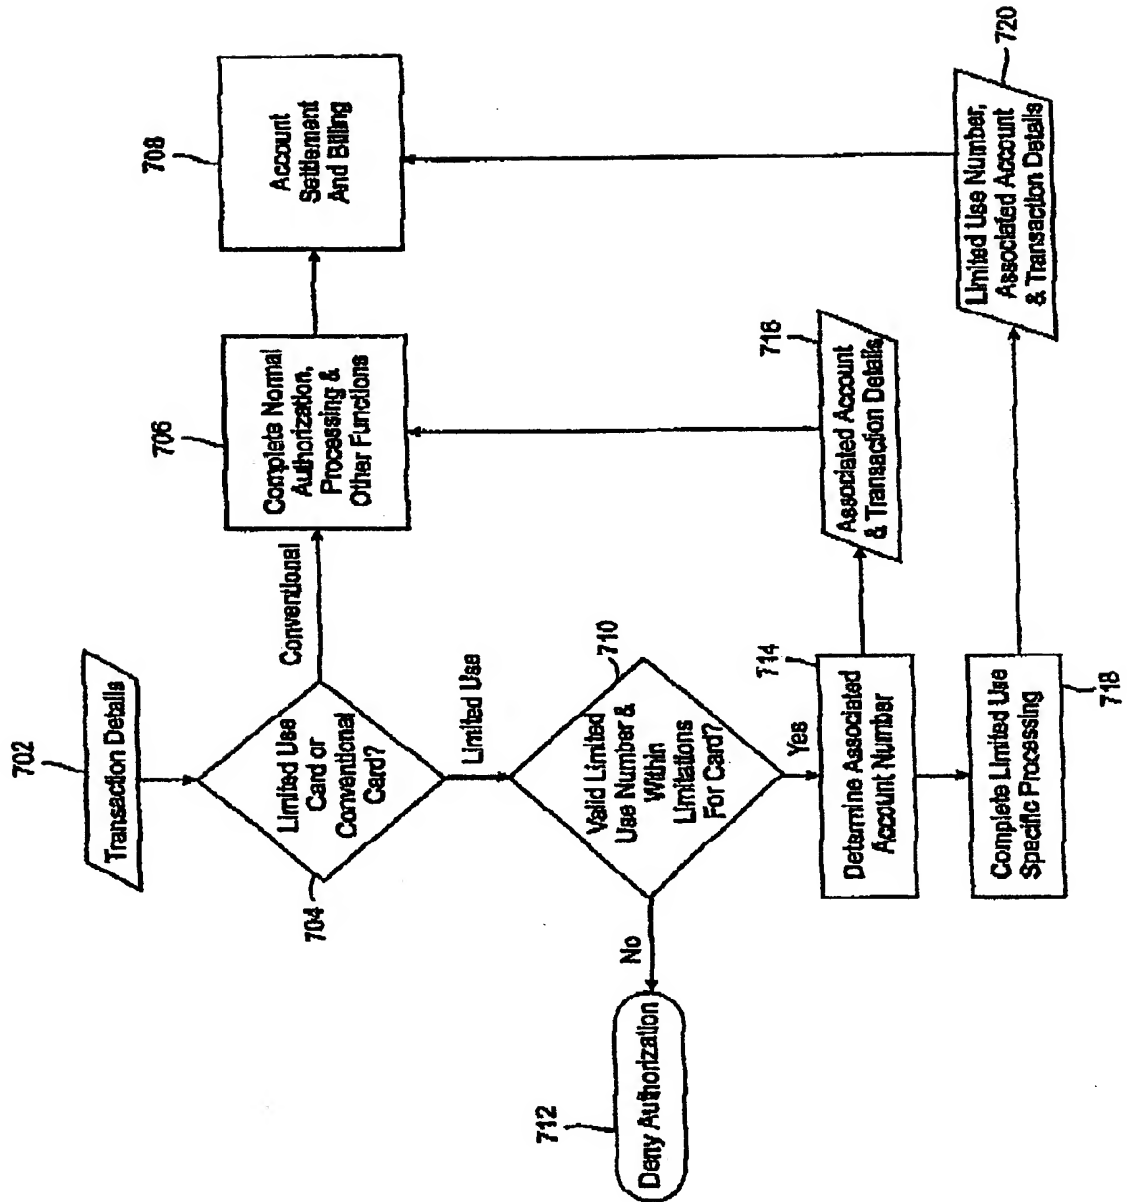 702
Transaction Details
704
Limited Use
Card or
Conventional
Card?
Conventional
706
Complete Normal
Authorization,
Processing &
Other Functions
708
Account
Settlement
And Billing
Limited Use
710
Valid Limited
Use Number &
Within
Limitations
For Card?
No
712
Deny Authorization
Yes
714
Determine Associated
Account Number
716
Associated Account
& Transaction Details
718
Complete Limited Use
Specific Processing
720
Limited Use Number,
Associated Account
& Transaction Details